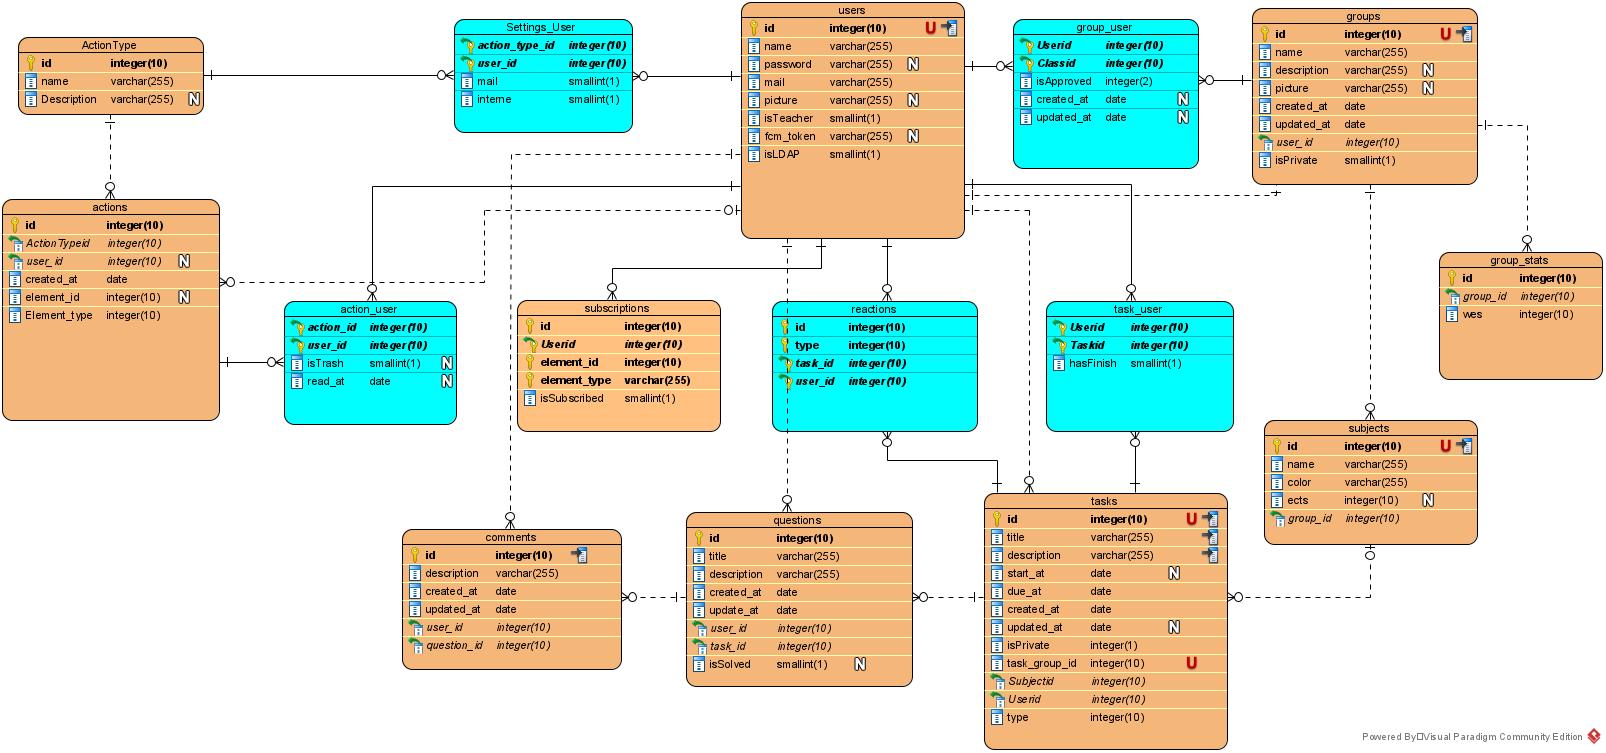 ActionType
id integer(10)
name varchar(255)
Description varchar(255) N
actions
id integer(10)
ActionTypeid integer(10)
user_id integer(10) N
created_at date
element_id integer(10) N
Element_type integer(10)
Settings_User
action_type_id integer(10)
user_id integer(10)
mail smallint(1)
interne smallint(1)
action_user
action_id integer(10)
user_id integer(10)
isTrash smallint(1) N
read_at date N
comments
id integer(10)
description varchar(255)
created_at date
updated_at date
user_id integer(10)
question_id integer(10)
subscriptions
id integer(10)
Userid integer(10)
element_id integer(10)
element_type varchar(255)
isSubscribed smallint(1)
users
id integer(10) U
name varchar(255)
password varchar(255) N
mail varchar(255)
picture varchar(255) N
isTeacher smallint(1)
fcm_token varchar(255) N
isLDAP smallint(1)
questions
id integer(10)
title varchar(255)
description varchar(255)
created_at date
update_at date
user_id integer(10)
task_id integer(10)
isSolved smallint(1) N
reactions
id integer(10)
type integer(10)
task_id integer(10)
user_id integer(10)
group_user
Userid integer(10)
Classid integer(10)
isApproved integer(2)
created_at date N
updated_at date N
task_user
Userid integer(10)
Taskid integer(10)
hasFinish smallint(1)
tasks
id integer(10) U
title varchar(255)
description varchar(255)
start_at date N
due_at date
created_at date
updated_at date N
isPrivate integer(1)
task_group_id integer(10) U
Subjectid integer(10)
Userid integer(10)
type integer(10)
groups
id integer(10) U
name varchar(255)
description varchar(255) N
picture varchar(255) N
created_at date
updated_at date
user_id integer(10)
isPrivate smallint(1)
subjects
id integer(10) U
name varchar(255)
color varchar(255)
ects integer(10) N
group_id integer(10)
group_stats
id integer(10)
group_id integer(10)
wes integer(10)
Powered By Visual Paradigm Community Edition